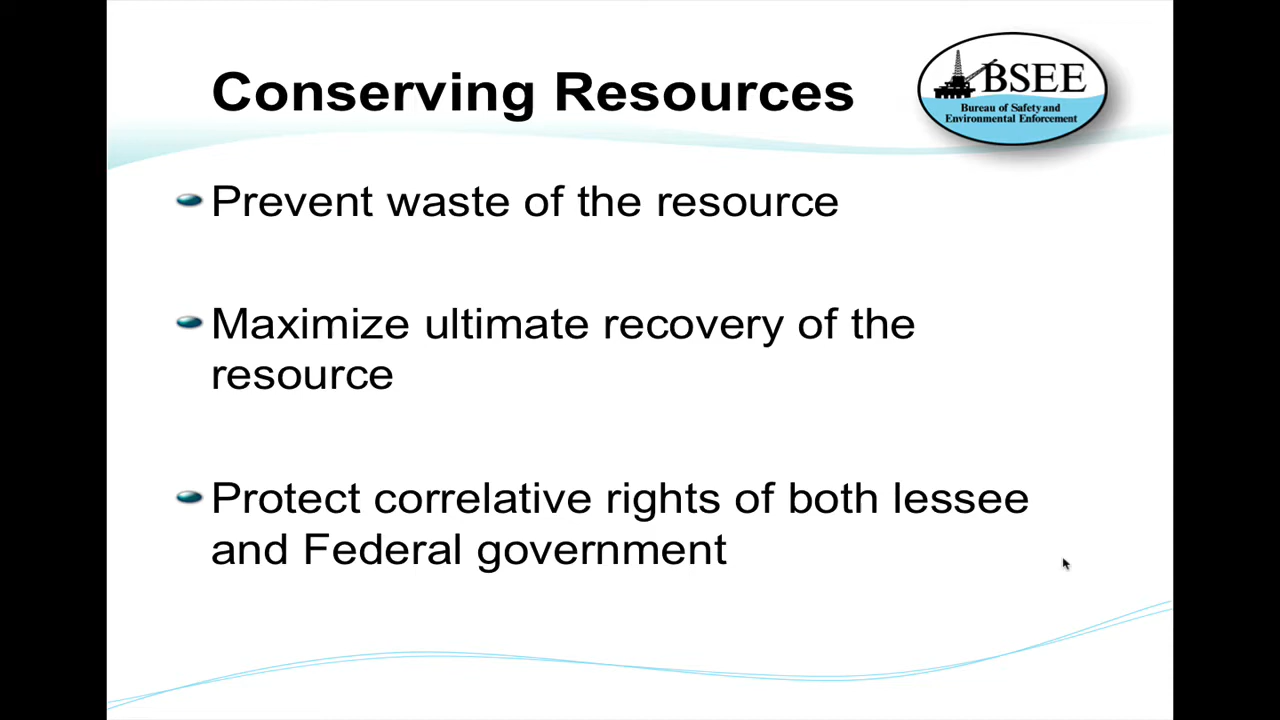 Conserving Resources
BSEE
Bureau of Safety and
Environmental Enforcement
Prevent waste of the resource
Maximize ultimate recovery of the
resource
Protect correlative rights of both lessee
and Federal government